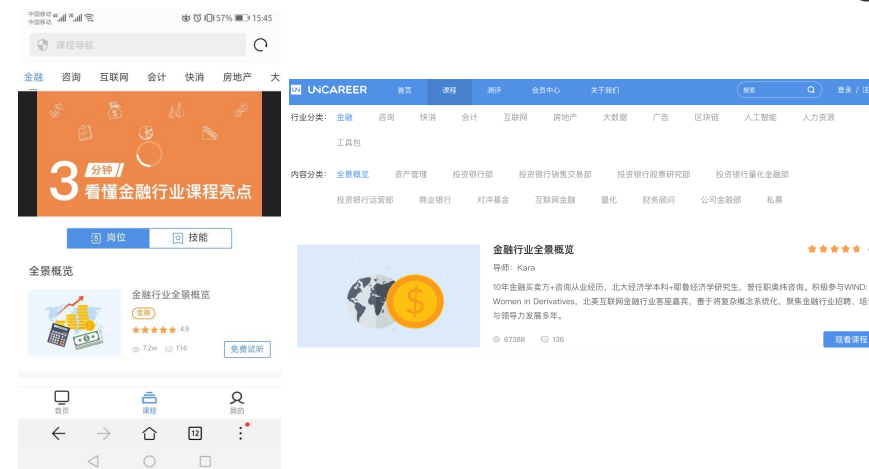 中国移动
中国移动
57% 15:45
课程导航
金融 咨询 互联网 会计 快消 房地产 大
3分钟/
看懂金融行业课程亮点
岗位 技能
全景概览
金融行业全景概览
金融
4.9
7.2w 116
免费试听
首页 课程 我的
12
UNCAREER 首页 课程 测评 会员中心 关于我们 搜索 登录 / 注
行业分类: 金融 咨询 快消 会计 互联网 房地产 大数据 广告 区块链 人工智能 人力资源
工具包
内容分类: 全景概览 资产管理 投资银行部 投资银行销售交易部 投资银行股票研究部 投资银行量化金融部
投资银行运营部 商业银行 对冲基金 互联网金融 量化 财务顾问 公司金融部 私募
金融行业全景概览
导师: Kara
10年金融买卖方+咨询从业经历，北大经济学本科+耶鲁经济学研究生，曾任职奥纬咨询。积极参与WIND:
Women in Derivatives、北美互联网金融行业客座嘉宾，善于将复杂概念系统化，聚焦金融行业招聘、培
与领导力发展多年。
67388 136
观看课程